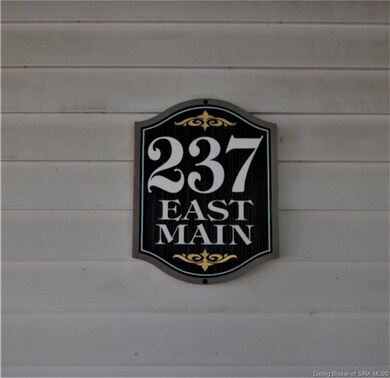 237
EAST
MAIN
Listing Broker of SIRA MLS©